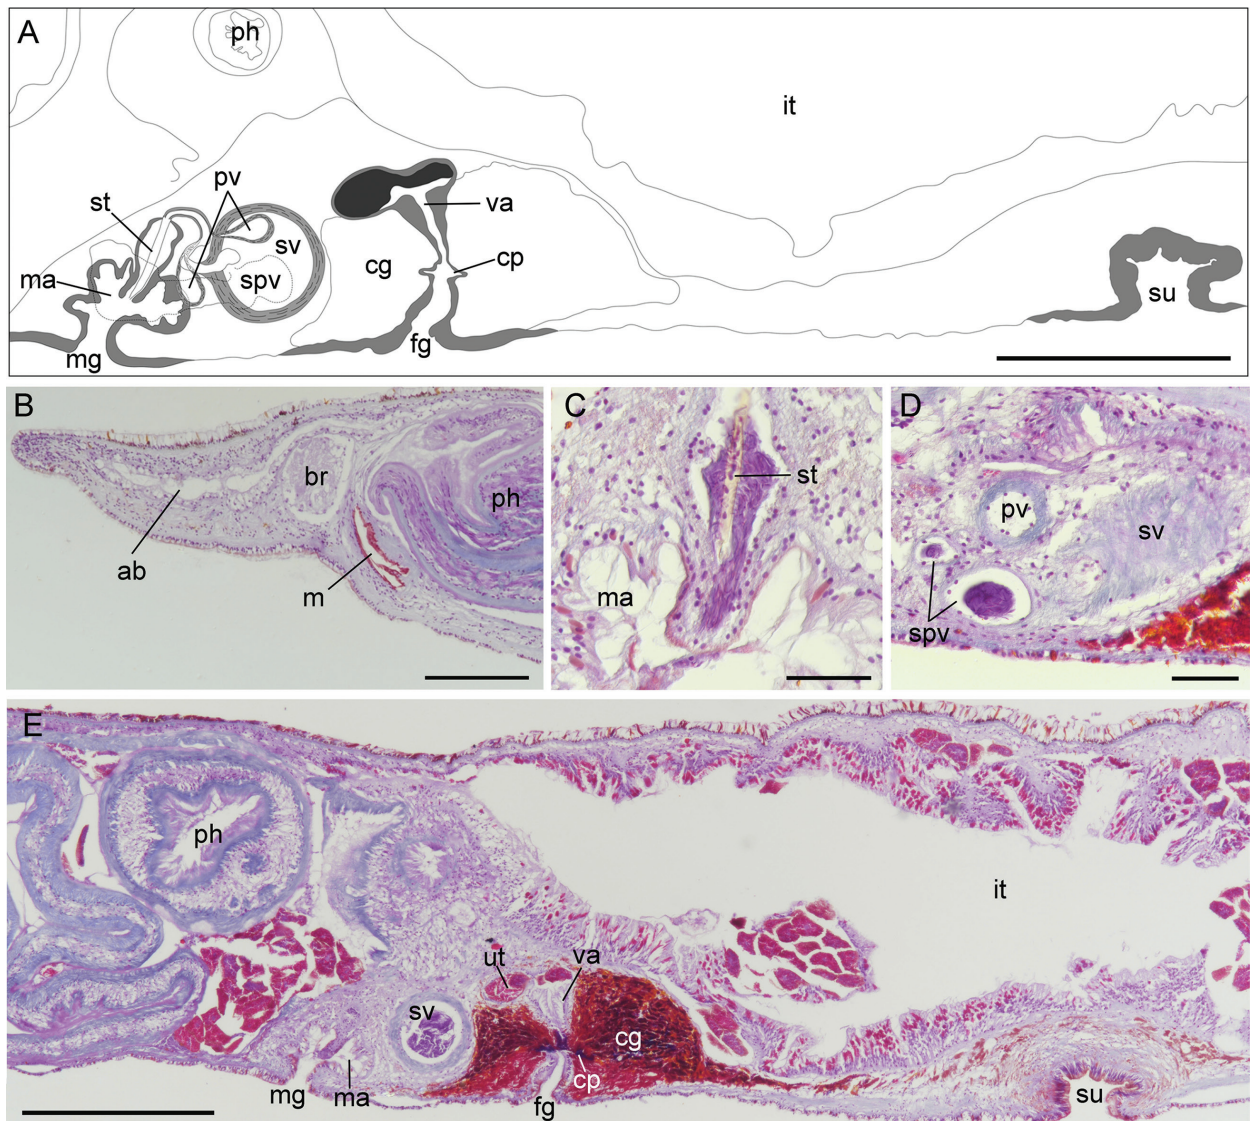 A
ph
it
pv
st
va
sv
cp
cg
spv
ma
su
fg
mg
B
br
ph
ab
m
C
st
ma
D
pv
sv
spv
E
ph
it
ut
va
sv
cg
cp
mg
ma
fg
su